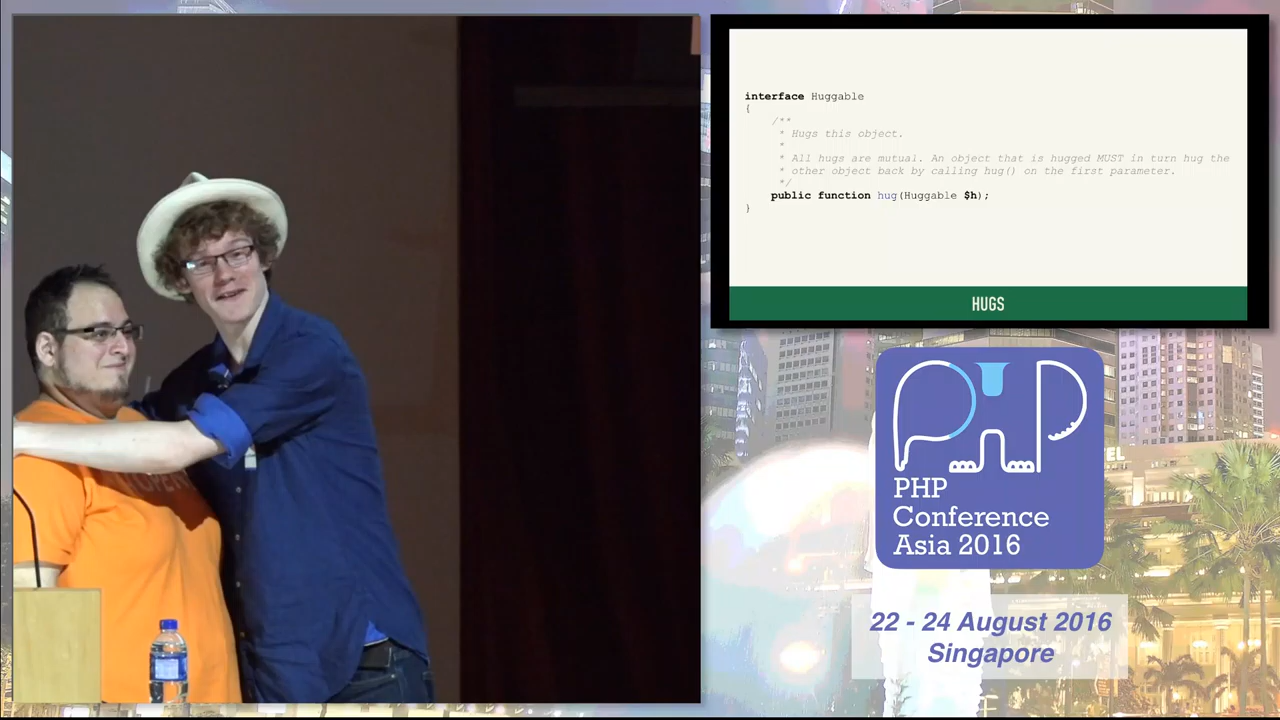 interface Huggable
{
/**
* Hugs this object.
*
* All hugs are mutual. An object that is hugged MUST in turn hug the
* other object back by calling hug() on the first parameter.
*/
public function hug(Huggable $h);
}
HUGS
PHP
PHP
Conference
Asia 2016
22 - 24 August 2016
Singapore